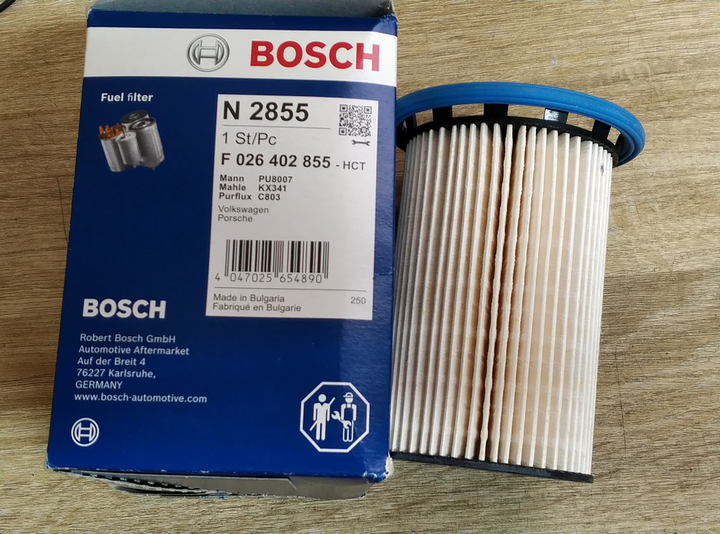 BOSCH
Fuel filter
N 2855
1 St/Pc
F 026 402 855 - HCT
Mann PU8007
Mahle KX341
Purflux C803
Volkswagen
Porsche
4 047025 654890
Made in Bulgaria 250
Fabriqué en Bulgarie
BOSCH
Robert Bosch GmbH
Automotive Aftermarket
Auf der Breit 4
76227 Karlsruhe,
GERMANY
www.bosch-automotive.com